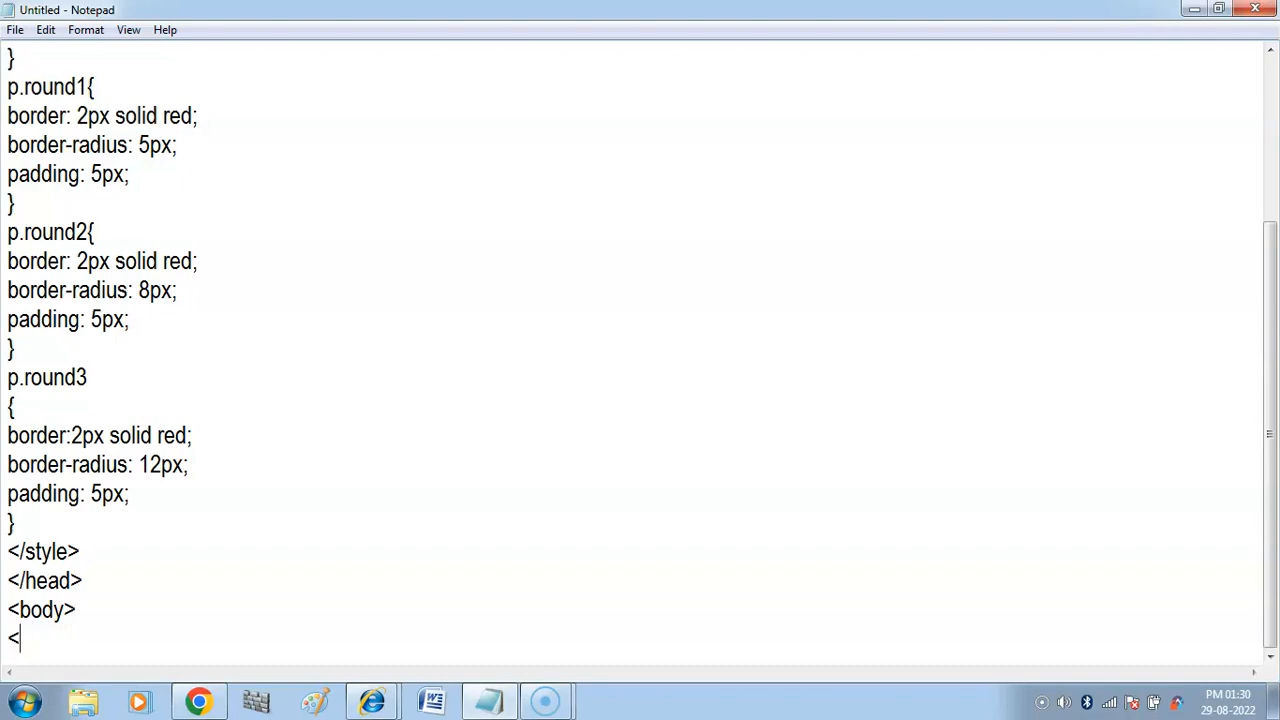 Untitled - Notepad
File Edit Format View Help
}
p.round1{
border: 2px solid red;
border-radius: 5px;
padding: 5px;
}
p.round2{
border: 2px solid red;
border-radius: 8px;
padding: 5px;
}
p.round3
{
border:2px solid red;
border-radius: 12px;
padding: 5px;
}
</style>
</head>
<body>
<
PM 01:30
29-08-2022